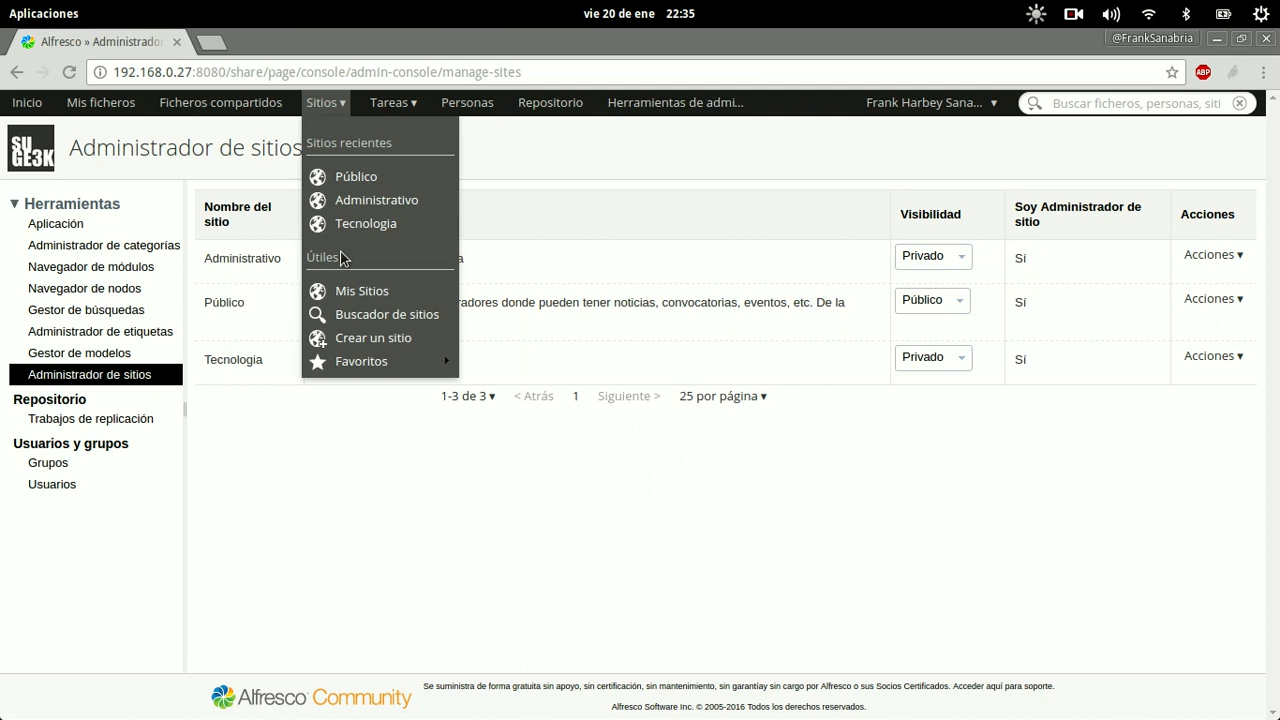 Aplicaciones
vie 20 de ene 22:35
Alfresco » Administrador
@FrankSanabria
192.168.0.27:8080/share/page/console/admin-console/manage-sites
ABP
Inicio Mis ficheros Ficheros compartidos Sitios ▾ Tareas ▾ Personas Repositorio Herramientas de admi... Frank Harbey Sana... ▾ Buscar ficheros, personas, siti
SU
GE3K
Administrador de sitios
Sitios recientes
Público
Administrativo
Tecnologia
Útiles
Mis Sitios
Buscador de sitios
Crear un sitio
Favoritos
Herramientas
Aplicación
Administrador de categorías
Navegador de módulos
Navegador de nodos
Gestor de búsquedas
Administrador de etiquetas
Gestor de modelos
Administrador de sitios
Repositorio
Trabajos de replicación
Usuarios y grupos
Grupos
Usuarios
Nombre del
sitio
Visibilidad
Soy Administrador de
sitio
Acciones
Administrativo a Privado Sí Acciones ▾
Público radores donde pueden tener noticias, convocatorias, eventos, etc. De la Público Sí Acciones ▾
Tecnologia Privado Sí Acciones ▾
1-3 de 3 ▾ < Atrás 1 Siguiente > 25 por página ▾
Alfresco Community
Se suministra de forma gratuita sin apoyo, sin certificación, sin mantenimiento, sin garantíay sin cargo por Alfresco o sus Socios Certificados. Acceder aquí para soporte.
Alfresco Software Inc. © 2005-2016 Todos los derechos reservados.